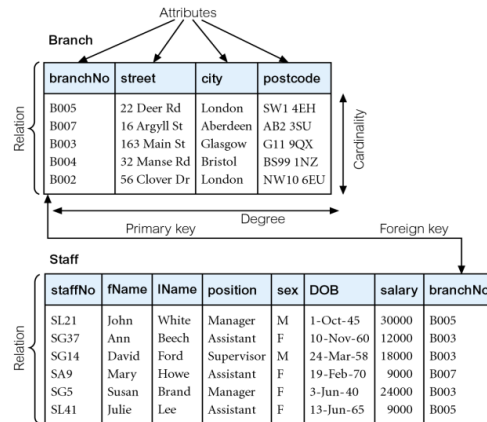 Attributes
Branch
branchNo street city postcode
B005 22 Deer Rd London SW1 4EH
B007 16 Argyll St Aberdeen AB2 3SU
B003 163 Main St Glasgow G11 9QX
B004 32 Manse Rd Bristol BS99 1NZ
B002 56 Clover Dr London NW10 6EU
Relation
Cardinality
Degree
Primary key Foreign key
Staff
staffNo fName lName position sex DOB salary branchNo
SL21 John White Manager M 1-Oct-45 30000 B005
SG37 Ann Beech Assistant F 10-Nov-60 12000 B003
SG14 David Ford Supervisor M 24-Mar-58 18000 B003
SA9 Mary Howe Assistant F 19-Feb-70 9000 B007
SG5 Susan Brand Manager F 3-Jun-40 24000 B003
SL41 Julie Lee Assistant F 13-Jun-65 9000 B005
Relation